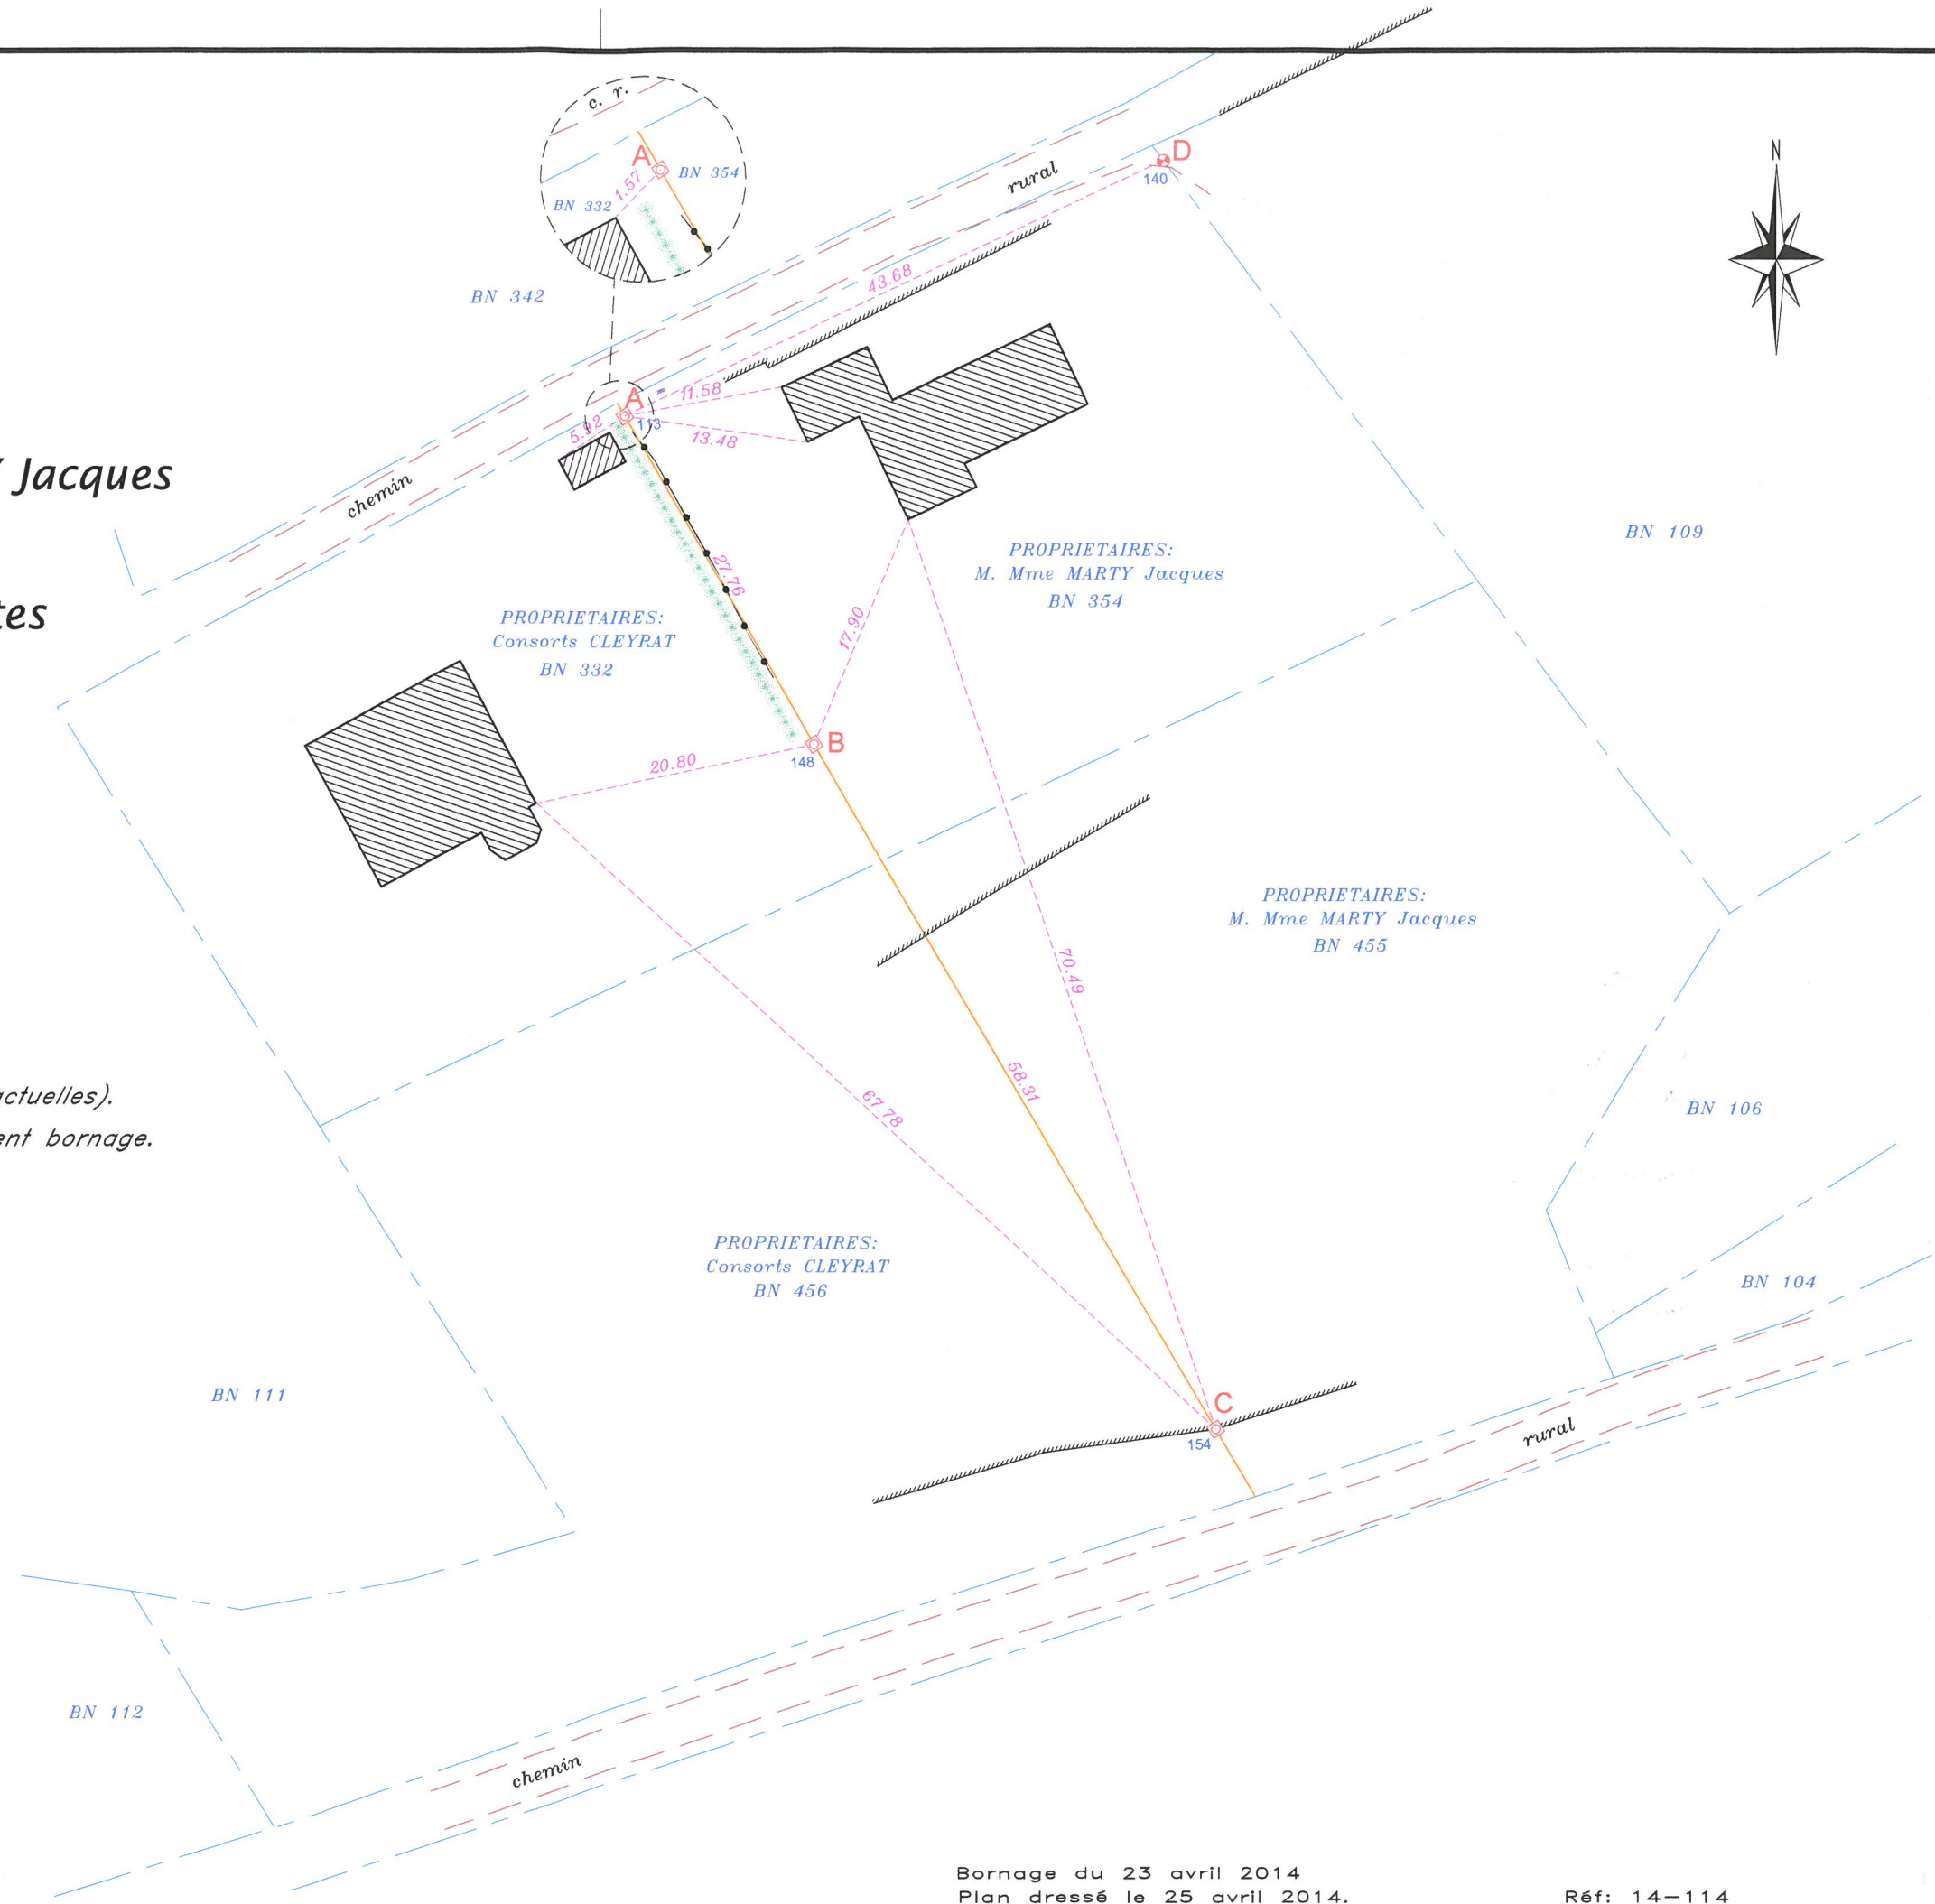 N
c. r.
A
BN 354
1.57
BN 332
rural
D
140
43.68
BN 342
A
113
11.58
5.92
13.48
Jacques
chemin
BN 109
PROPRIETAIRES:
M. Mme MARTY Jacques
BN 354
27.76
PROPRIETAIRES:
Consorts CLEYRAT
BN 332
17.90
B
148
20.80
PROPRIETAIRES:
M. Mme MARTY Jacques
BN 455
70.49
58.31
67.78
actuelles).
ent bornage.
BN 106
PROPRIETAIRES:
Consorts CLEYRAT
BN 456
BN 104
BN 111
C
154
rural
BN 112
chemin
Bornage du 23 avril 2014
Plan dressé le 25 avril 2014.
Réf: 14-114